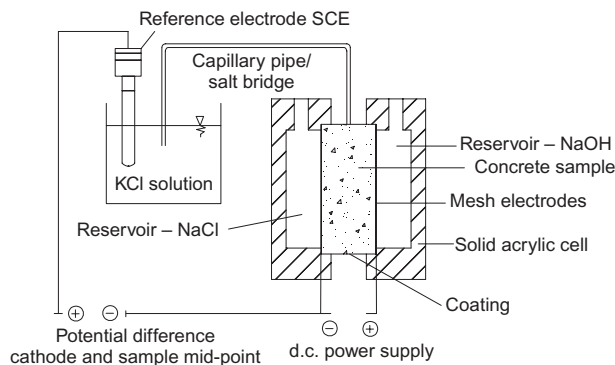 Reference electrode SCE
Capillary pipe/
salt bridge
Reservoir – NaOH
Concrete sample
KCl solution
Mesh electrodes
Reservoir – NaCl
Solid acrylic cell
Coating
+ − − +
Potential difference
cathode and sample mid-point
d.c. power supply